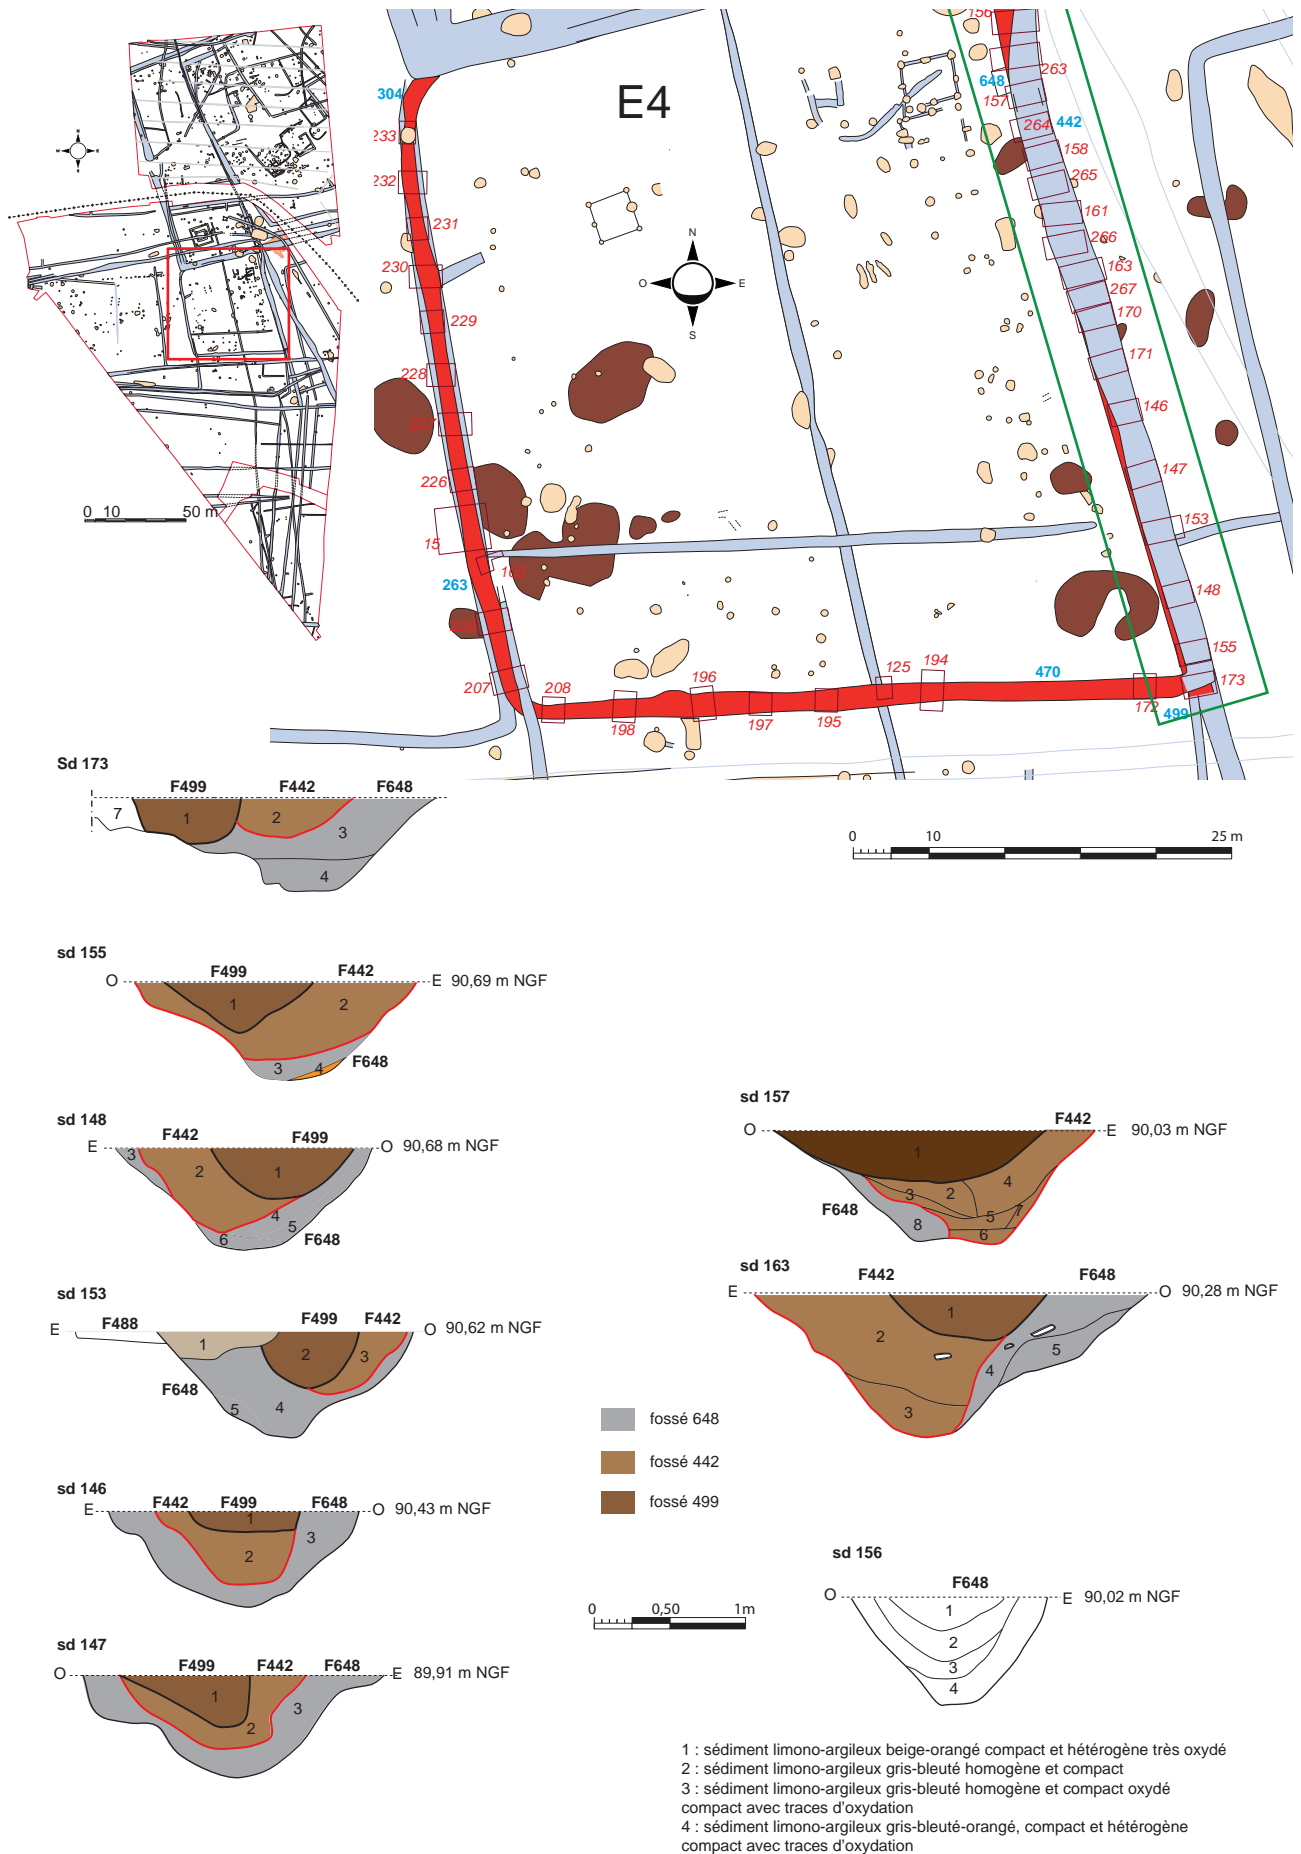 E4
304
233
232
231
230
229
228
227
226
15
105
263
209
207
208
198
196
197
195
125
194
470
172
499
173
155
148
153
147
146
171
170
267
163
266
161
265
158
442
264
157
648
263
156
N
O E
S
0 10 50 m
0 10 25 m
Sd 173
F499 F442 F648
7 1 2 3 4
sd 155
F499 F442
O E 90,69 m NGF
1 2 3 4
F648
sd 148
F442 F499
E O 90,68 m NGF
3 2 1 4 5 6
F648
sd 153
F488 F499 F442
E O 90,62 m NGF
1 2 3
F648
5 4
sd 146
F442 F499 F648
E O 90,43 m NGF
1 2 3
sd 147
F499 F442 F648
O E 89,91 m NGF
1 2 3
sd 157
F442
O E 90,03 m NGF
1
3 2 4
F648
8 5 7 6
sd 163
F442 F648
E O 90,28 m NGF
1 2 3 4 5
fossé 648
fossé 442
fossé 499
0 0,50 1m
sd 156
F648
O E 90,02 m NGF
1
2
3
4
1 : sédiment limono-argileux beige-orangé compact et hétérogène très oxydé
2 : sédiment limono-argileux gris-bleuté homogène et compact
3 : sédiment limono-argileux gris-bleuté homogène et compact oxydé
compact avec traces d'oxydation
4 : sédiment limono-argileux gris-bleuté-orangé, compact et hétérogène
compact avec traces d'oxydation